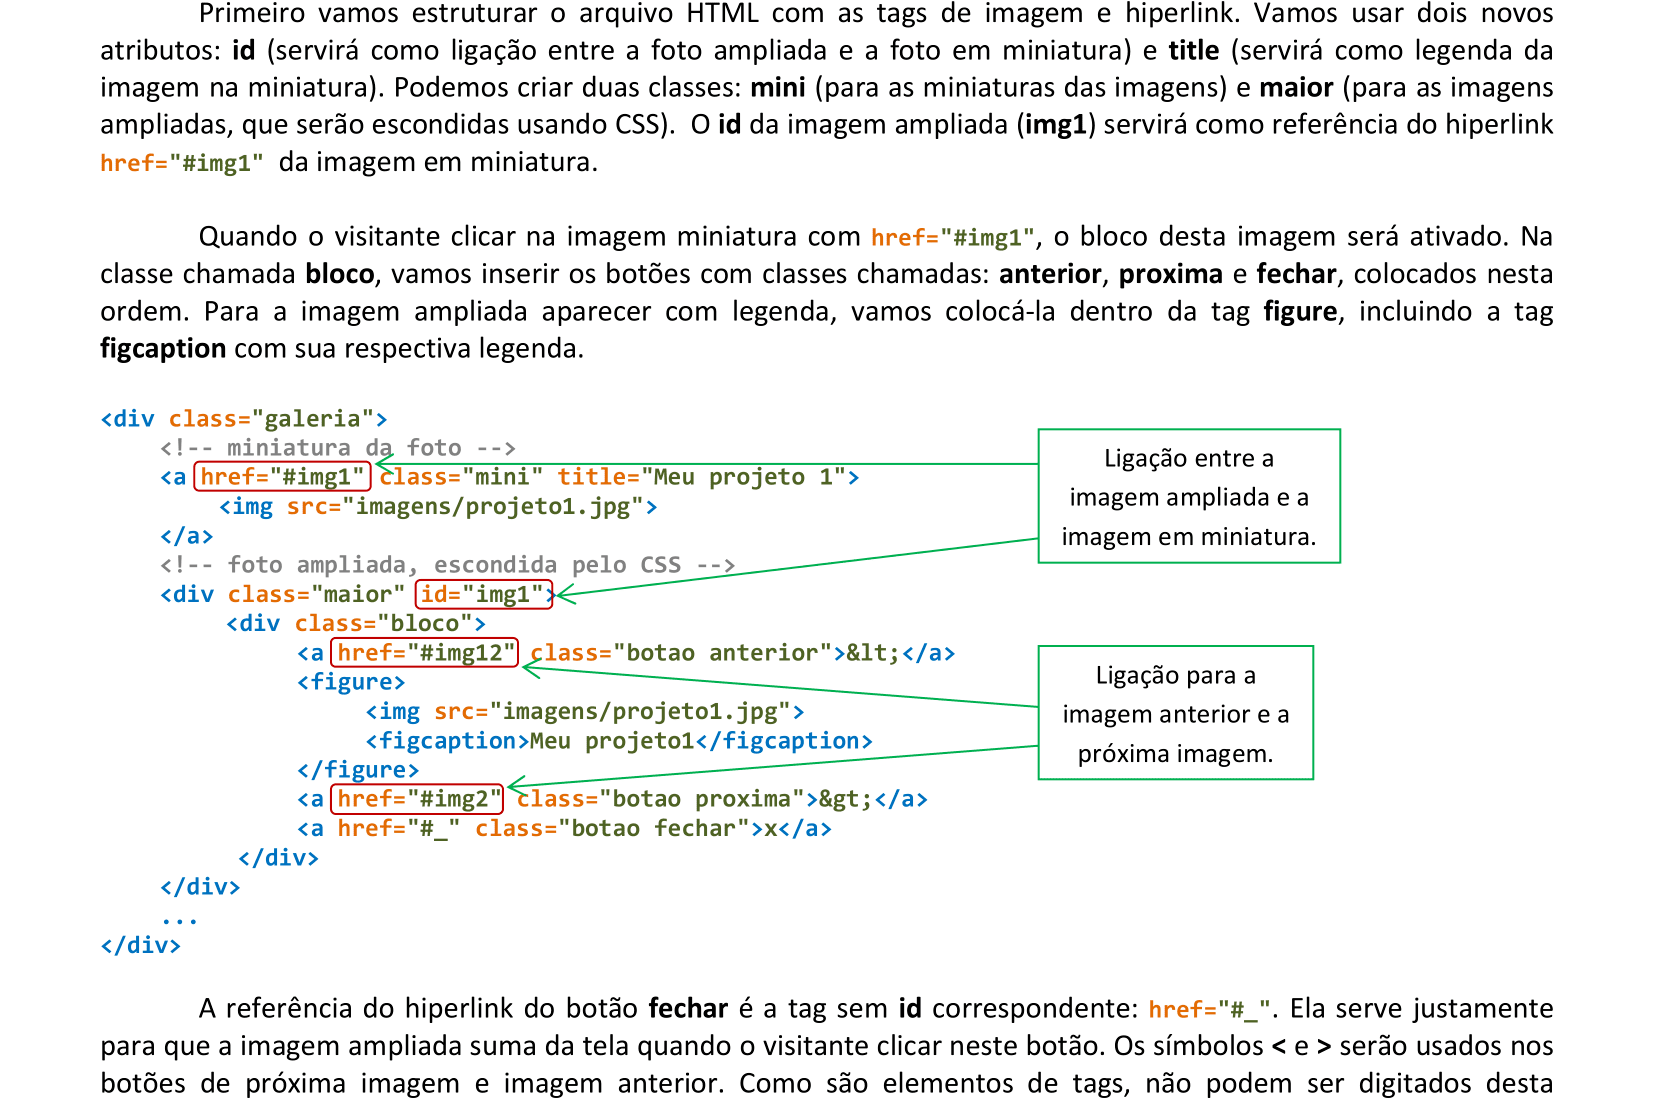 Primeiro vamos estruturar o arquivo HTML com as tags de imagem e hiperlink. Vamos usar dois novos
atributos: id (servirá como ligação entre a foto ampliada e a foto em miniatura) e title (servirá como legenda da
imagem na miniatura). Podemos criar duas classes: mini (para as miniaturas das imagens) e maior (para as imagens
ampliadas, que serão escondidas usando CSS). O id da imagem ampliada (img1) servirá como referência do hiperlink
href="#img1" da imagem em miniatura.
Quando o visitante clicar na imagem miniatura com href="#img1", o bloco desta imagem será ativado. Na
classe chamada bloco, vamos inserir os botões com classes chamadas: anterior, proxima e fechar, colocados nesta
ordem. Para a imagem ampliada aparecer com legenda, vamos colocá-la dentro da tag figure, incluindo a tag
figcaption com sua respectiva legenda.
<div class="galeria">
<!-- miniatura da foto -->
<a href="#img1" class="mini" title="Meu projeto 1">
<img src="imagens/projeto1.jpg">
</a>
<!-- foto ampliada, escondida pelo CSS -->
<div class="maior" id="img1">
<div class="bloco">
<a href="#img12" class="botao anterior">&lt;</a>
<figure>
<img src="imagens/projeto1.jpg">
<figcaption>Meu projeto1</figcaption>
</figure>
<a href="#img2" class="botao proxima">&gt;</a>
<a href="#_" class="botao fechar">x</a>
</div>
</div>
...
</div>
Ligação entre a
imagem ampliada e a
imagem em miniatura.
Ligação para a
imagem anterior e a
próxima imagem.
A referência do hiperlink do botão fechar é a tag sem id correspondente: href="#_". Ela serve justamente
para que a imagem ampliada suma da tela quando o visitante clicar neste botão. Os símbolos < e > serão usados nos
botões de próxima imagem e imagem anterior. Como são elementos de tags, não podem ser digitados desta